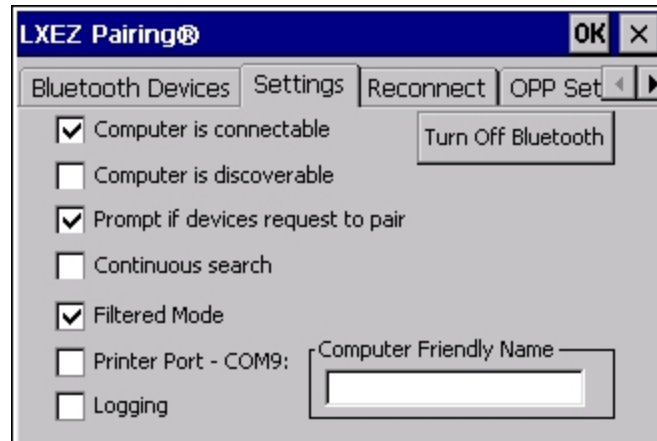 LXEZ Pairing® OK ×
Bluetooth Devices Settings Reconnect OPP Set
Computer is connectable Turn Off Bluetooth
Computer is discoverable
Prompt if devices request to pair
Continuous search
Filtered Mode
Printer Port - COM9: Computer Friendly Name
Logging